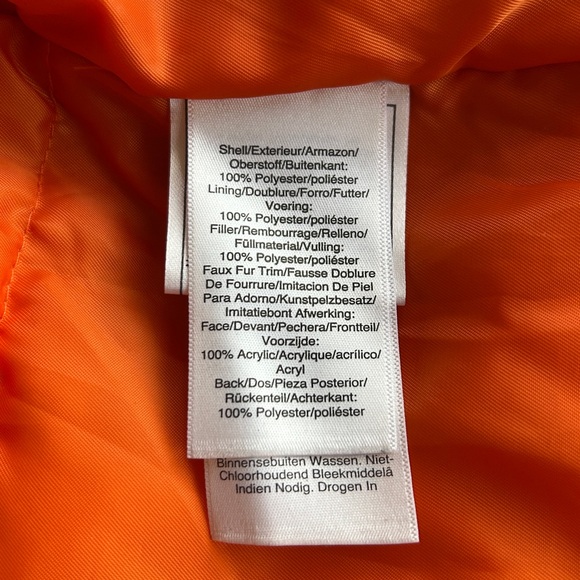 Shell/Exterieur/Armazon/
Oberstoff/Buitenkant:
100% Polyester/poliéster
Lining/Doublure/Forro/Futter/
Voering:
100% Polyester/poliéster
Filler/Rembourrage/Relleno/
Füllmaterial/Vulling:
100% Polyester/poliéster
Faux Fur Trim/Fausse Doblure
De Fourrure/Imitacion De Piel
Para Adorno/Kunstpelzbesatz/
Imitatiebont Afwerking:
Face/Devant/Pechera/Frontteil/
Voorzijde:
100% Acrylic/Acrylique/acrílico/
Acryl
Back/Dos/Pieza Posterior/
Rückenteil/Achterkant:
100% Polyester/poliéster
Binnensebuiten Wassen. Niet-
Chloorhoudend Bleekmiddelâ
Indien Nodig. Drogen In